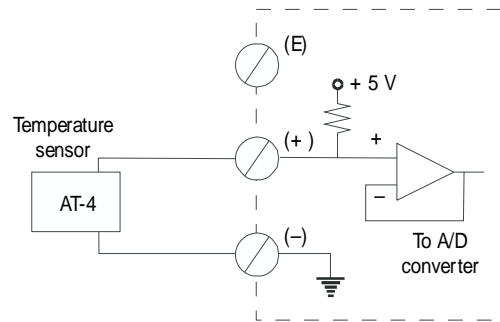 (E)
+ 5 V
Temperature
sensor
(+ )
+
AT-4
–
(–)
To A/D
converter